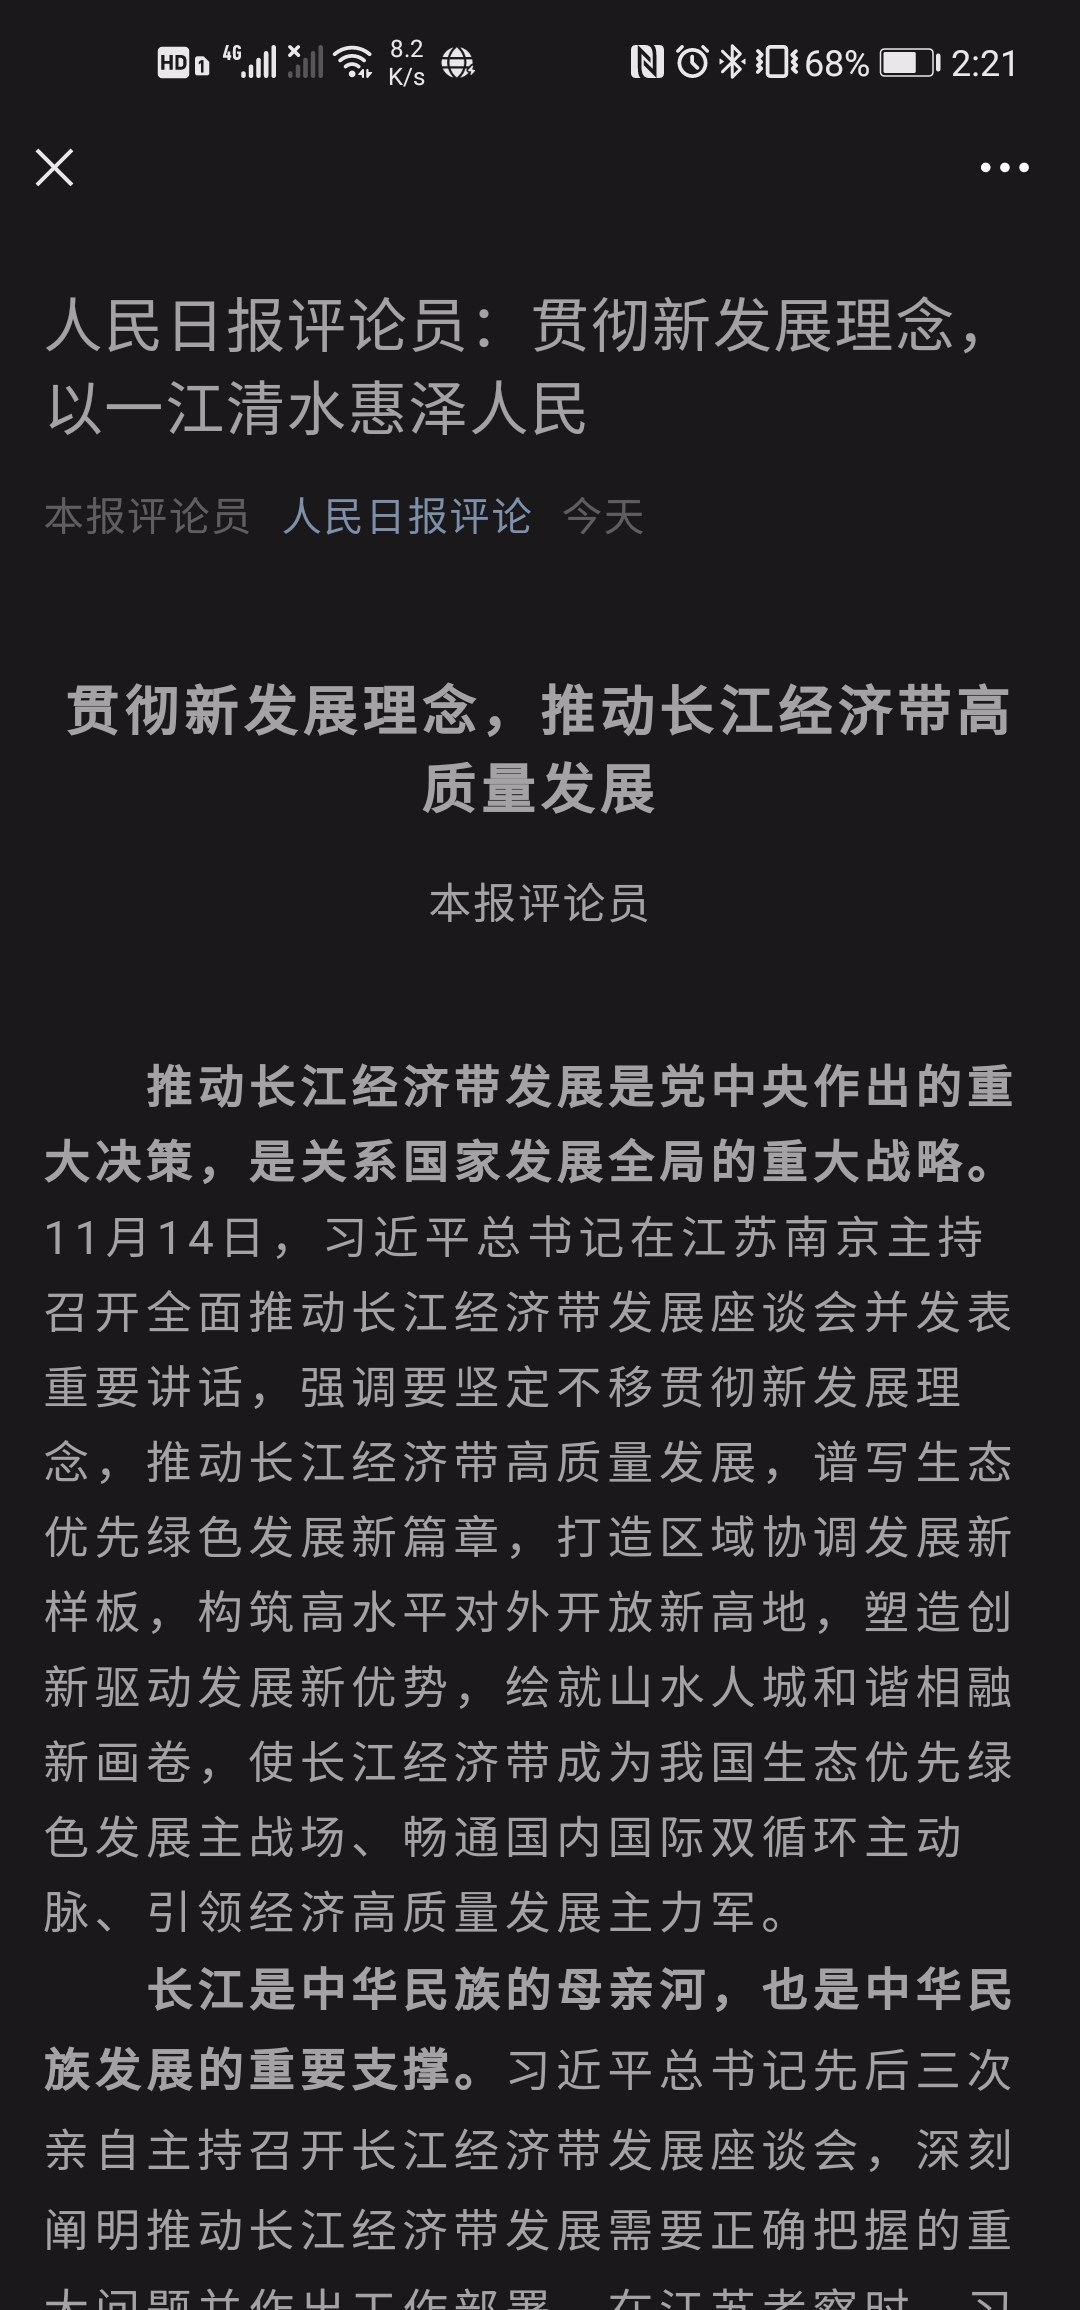 HD 1 4G 8.2 K/s 68% 2:21
人民日报评论员：贯彻新发展理念，
以一江清水惠泽人民
本报评论员 人民日报评论 今天
贯彻新发展理念，推动长江经济带高
质量发展
本报评论员
推动长江经济带发展是党中央作出的重
大决策，是关系国家发展全局的重大战略。
11月14日，习近平总书记在江苏南京主持
召开全面推动长江经济带发展座谈会并发表
重要讲话，强调要坚定不移贯彻新发展理
念，推动长江经济带高质量发展，谱写生态
优先绿色发展新篇章，打造区域协调发展新
样板，构筑高水平对外开放新高地，塑造创
新驱动发展新优势，绘就山水人城和谐相融
新画卷，使长江经济带成为我国生态优先绿
色发展主战场、畅通国内国际双循环主动
脉、引领经济高质量发展主力军。
长江是中华民族的母亲河，也是中华民
族发展的重要支撑。习近平总书记先后三次
亲自主持召开长江经济带发展座谈会，深刻
阐明推动长江经济带发展需要正确把握的重
大问题并作出工作部署。在江苏考察时，习